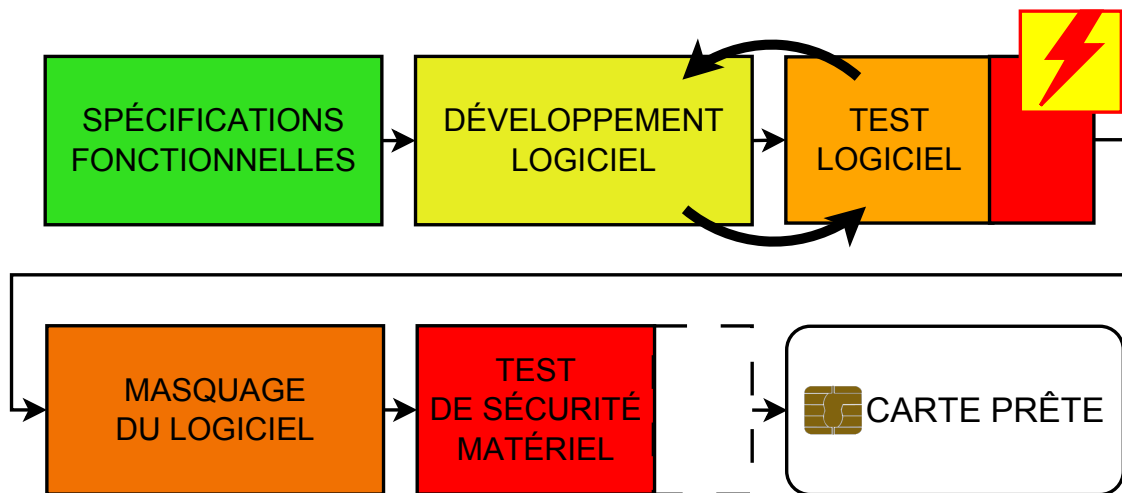 SPÉCIFICATIONS
FONCTIONNELLES
DÉVELOPPEMENT
LOGICIEL
TEST
LOGICIEL
MASQUAGE
DU LOGICIEL
TEST
DE SÉCURITÉ
MATÉRIEL
CARTE PRÊTE